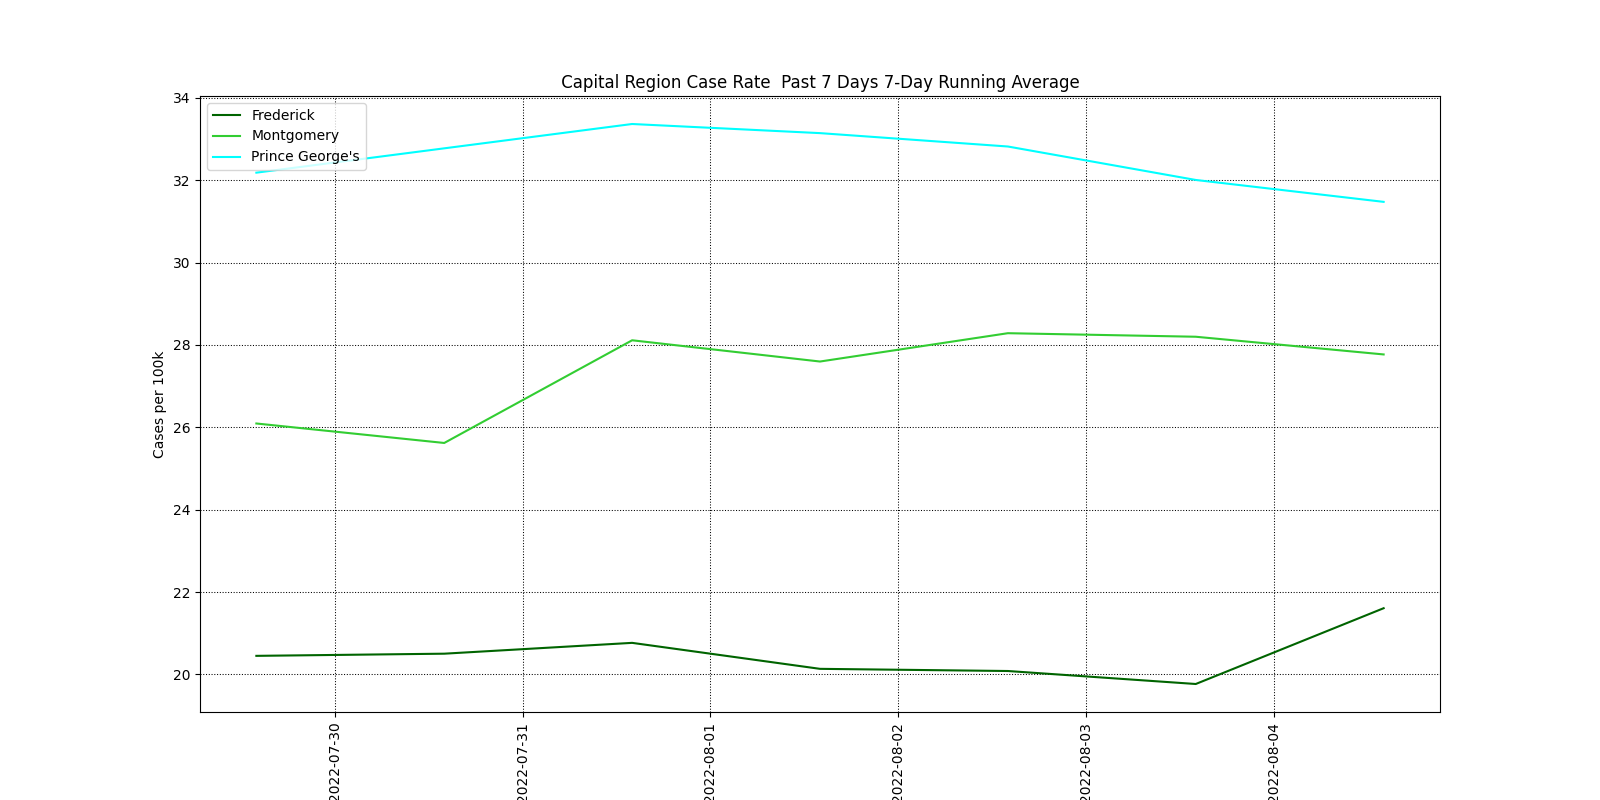 Capital Region Case Rate  Past 7 Days 7-Day Running Average
Frederick
Montgomery
Prince George's
Cases per 100k
34
32
30
28
26
24
22
20
2022-07-30
2022-07-31
2022-08-01
2022-08-02
2022-08-03
2022-08-04